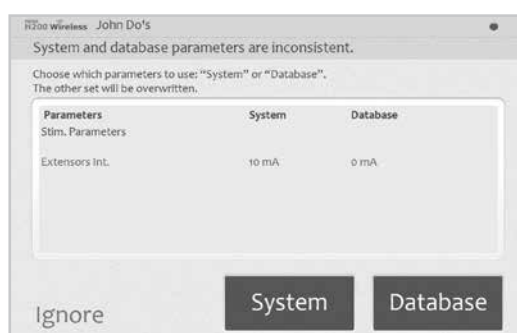 H200 Wireless John Do's
System and database parameters are inconsistent.
Choose which parameters to use: “System” or “Database”.
The other set will be overwritten.
Parameters System Database
Stim. Parameters
Extensors Int. 10 mA 0 mA
Ignore System Database